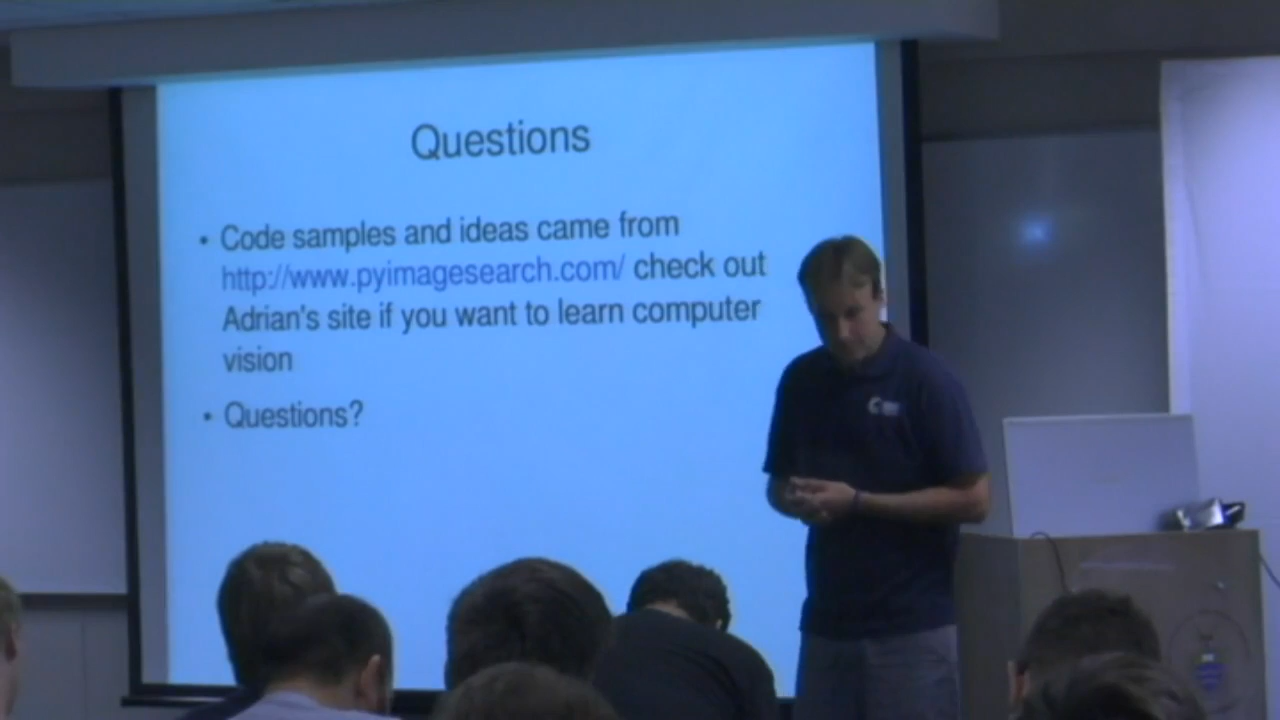 Questions
• Code samples and ideas came from
http://www.pyimagesearch.com/ check out
Adrian's site if you want to learn computer
vision
• Questions?